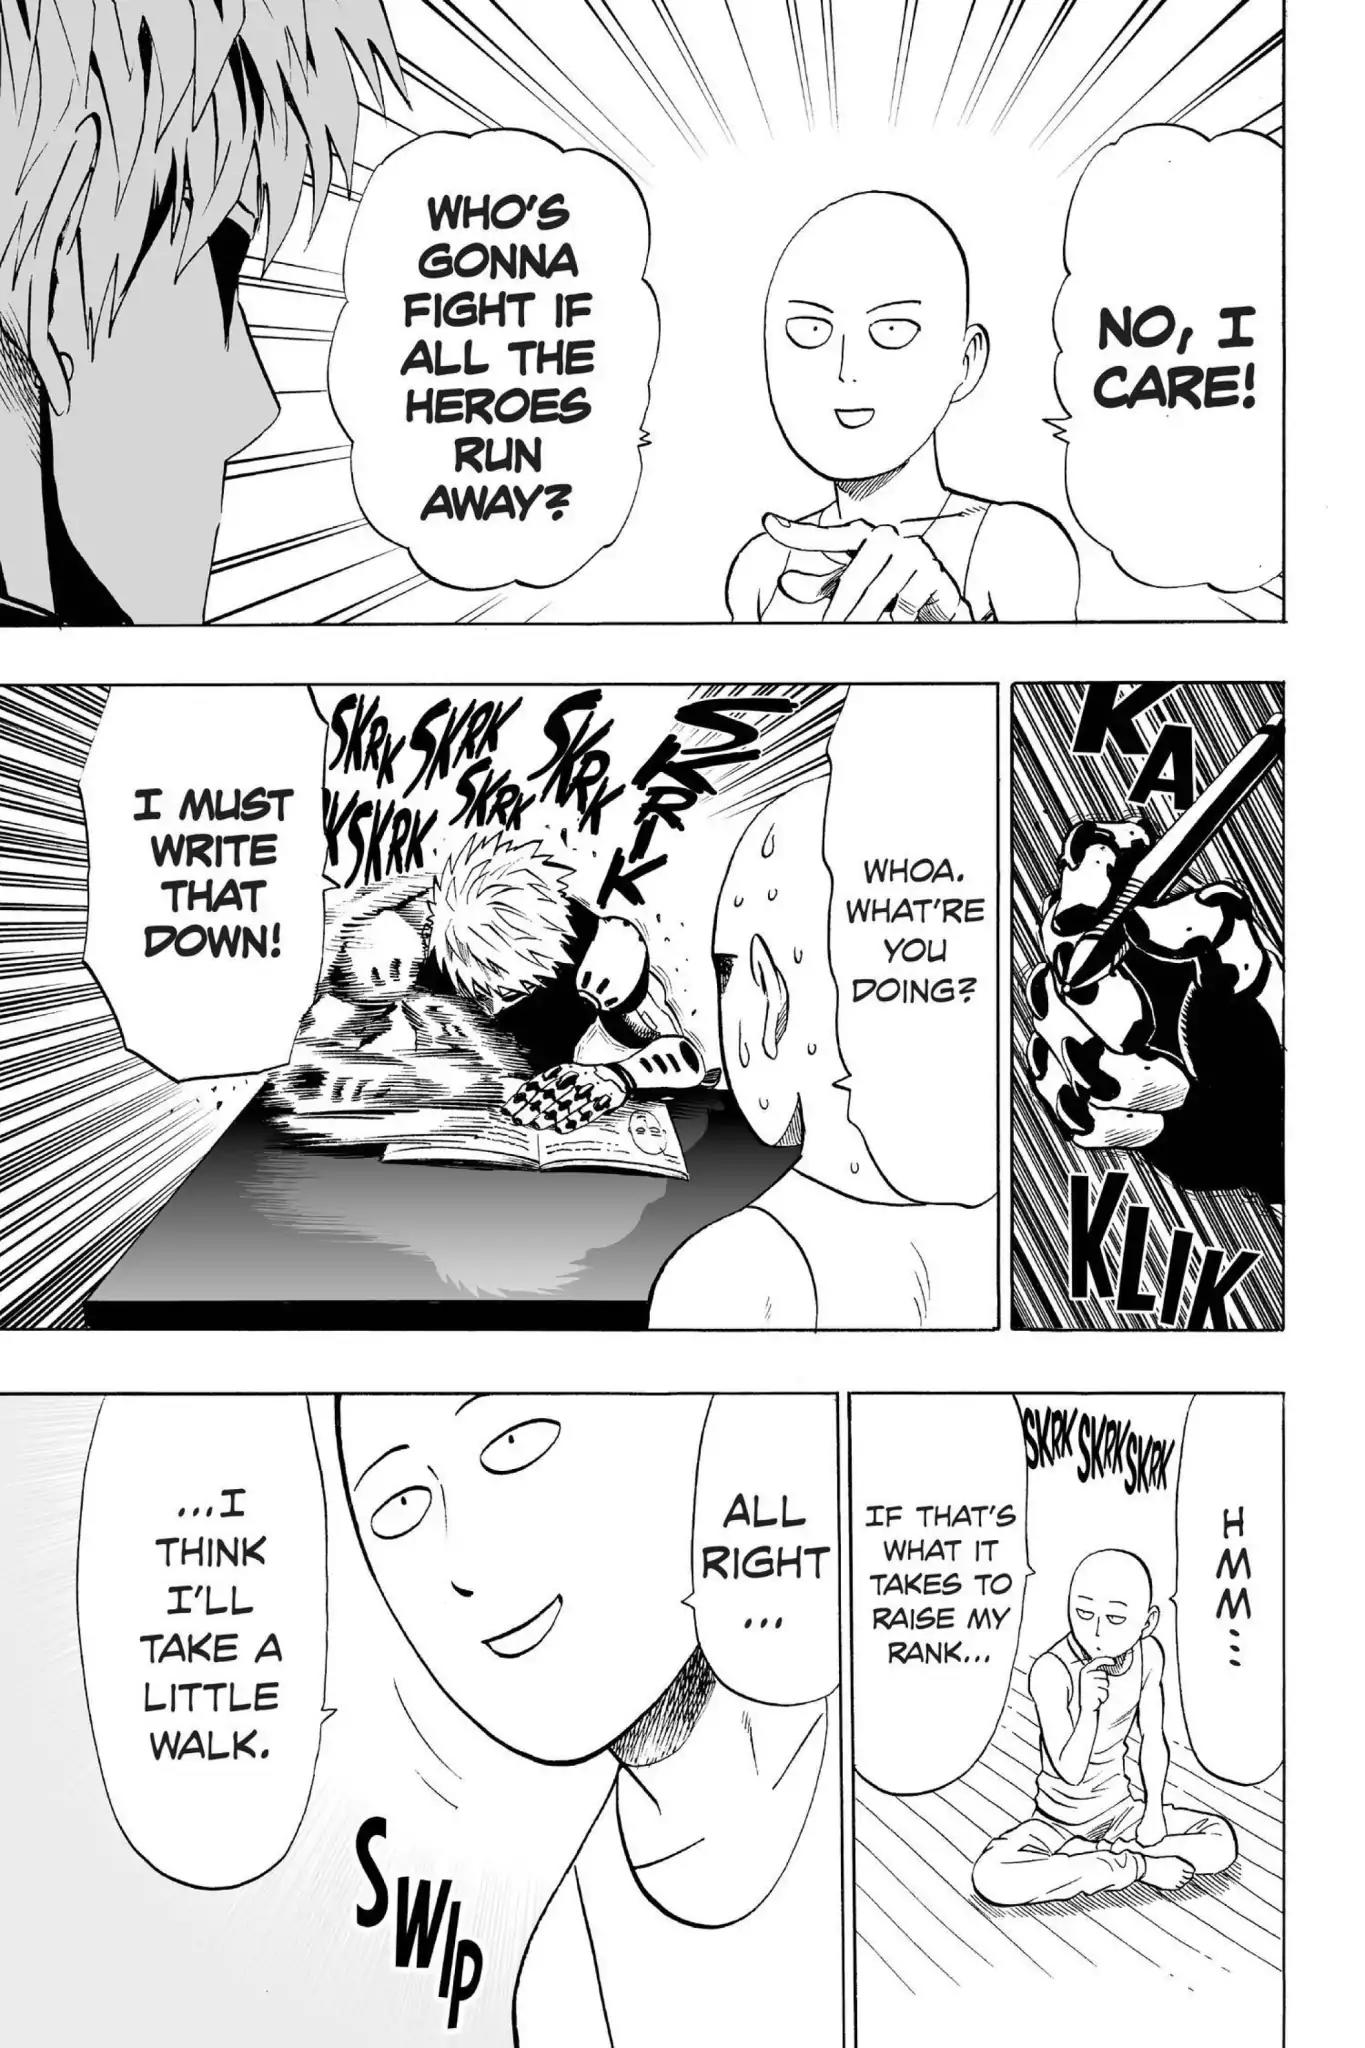 NO, I
CARE!
WHO'S
GONNA
FIGHT IF
ALL THE
HEROES
RUN
AWAY?
KA
KLIK
WHOA.
WHAT'RE
YOU
DOING?
SKRIK
SKRK
SKRK
SKRK
SKRK
SKRK
K
I MUST
WRITE
THAT
DOWN!
HMM...
SKRK SKRK SKRK
IF THAT'S
WHAT IT
TAKES TO
RAISE MY
RANK...
ALL
RIGHT
...
...I
THINK
I'LL
TAKE A
LITTLE
WALK.
SWIP